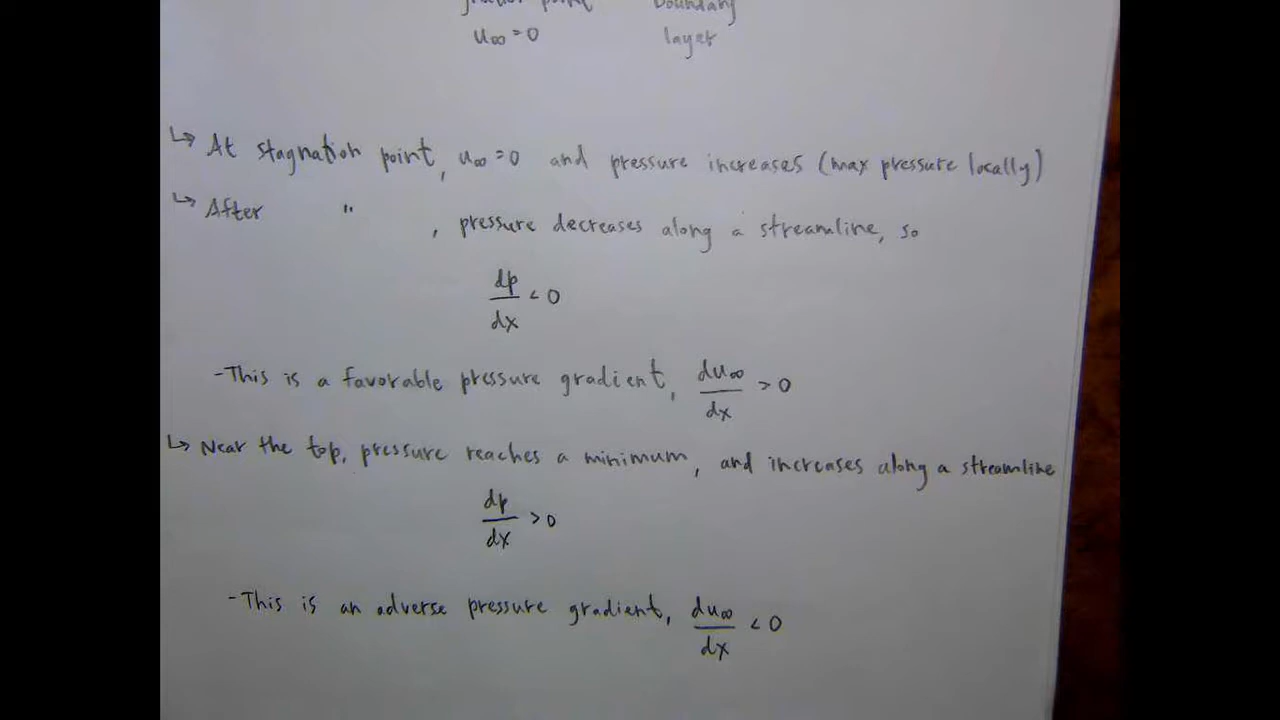 point boundary
u∞ = 0 layer
↳ At stagnation point, u∞ = 0 and pressure increases (max pressure locally)
↳ After " , pressure decreases along a streamline, so
dp/dx < 0
- This is a favorable pressure gradient, du∞/dx > 0
↳ Near the top, pressure reaches a minimum, and increases along a streamline
dp/dx > 0
- This is an adverse pressure gradient, du∞/dx < 0